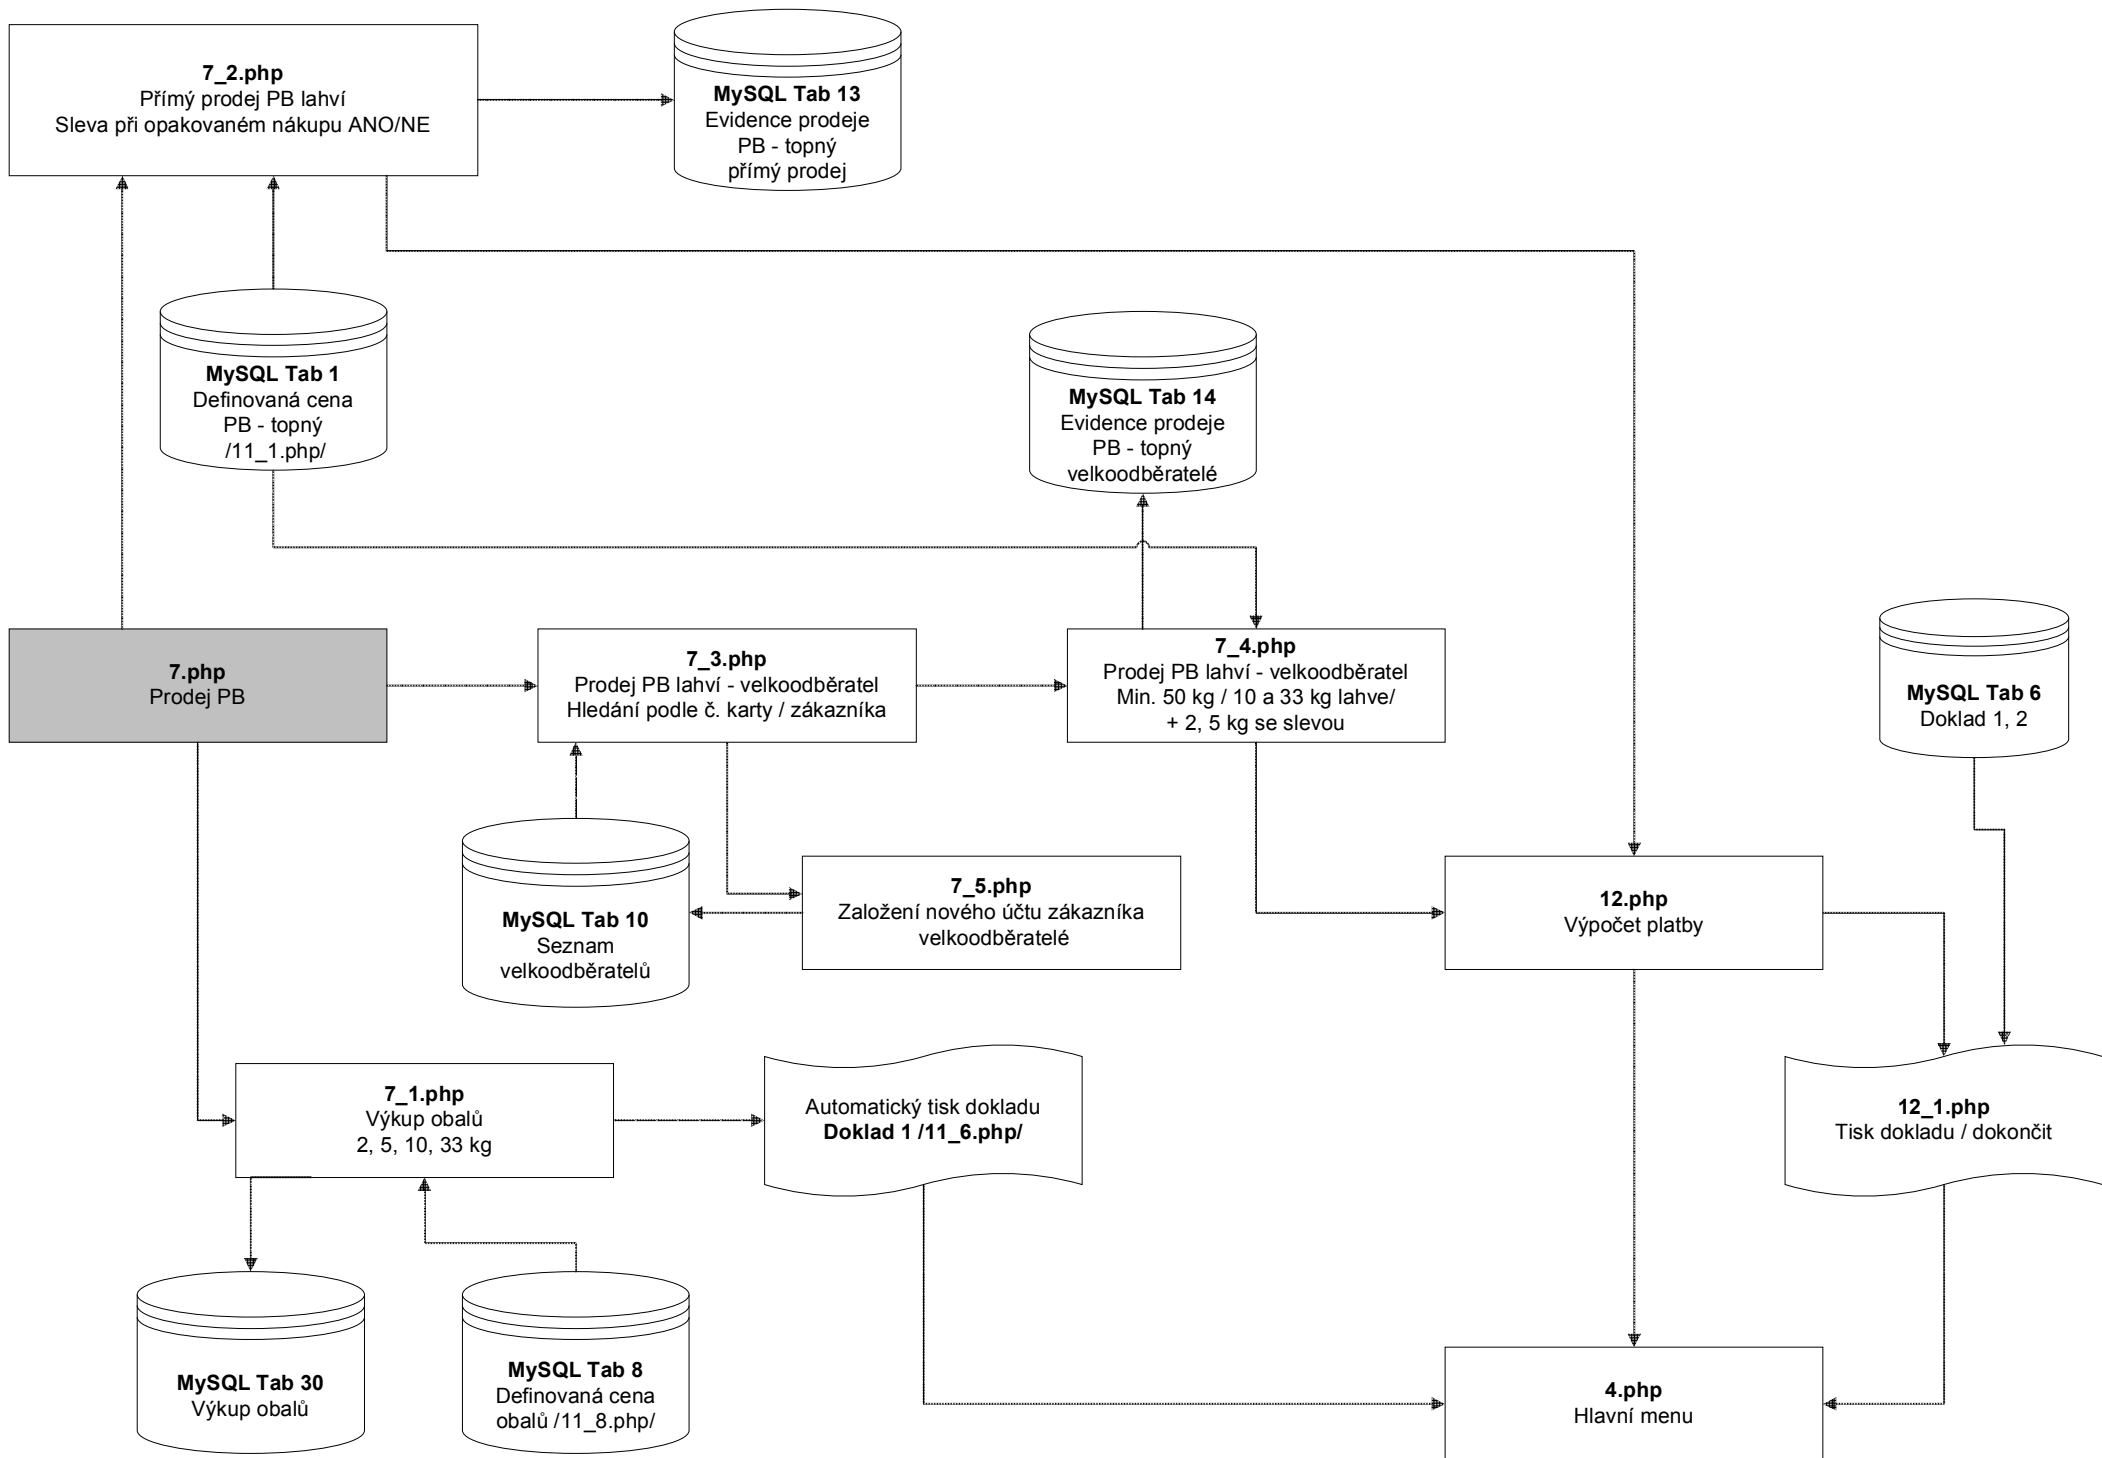 7_2.php
Přímý prodej PB lahví
Sleva při opakovaném nákupu ANO/NE
MySQL Tab 13
Evidence prodeje
PB - topný
přímý prodej
MySQL Tab 1
Definovaná cena
PB - topný
/11_1.php/
MySQL Tab 14
Evidence prodeje
PB - topný
velkoodběratelé
7.php
Prodej PB
7_3.php
Prodej PB lahví - velkoodběratel
Hledání podle č. karty / zákazníka
7_4.php
Prodej PB lahví - velkoodběratel
Min. 50 kg / 10 a 33 kg lahve/
+ 2, 5 kg se slevou
MySQL Tab 6
Doklad 1, 2
MySQL Tab 10
Seznam
velkoodběratelů
7_5.php
Založení nového účtu zákazníka
velkoodběratelé
12.php
Výpočet platby
7_1.php
Výkup obalů
2, 5, 10, 33 kg
Automatický tisk dokladu
Doklad 1 /11_6.php/
12_1.php
Tisk dokladu / dokončit
MySQL Tab 30
Výkup obalů
MySQL Tab 8
Definovaná cena
obalů /11_8.php/
4.php
Hlavní menu